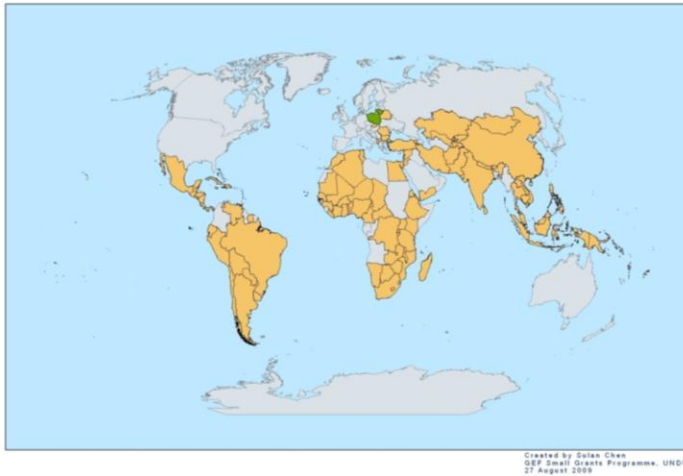 Created by Sulan Chen
GEF Small Grants Programme, UND
27 August 2009